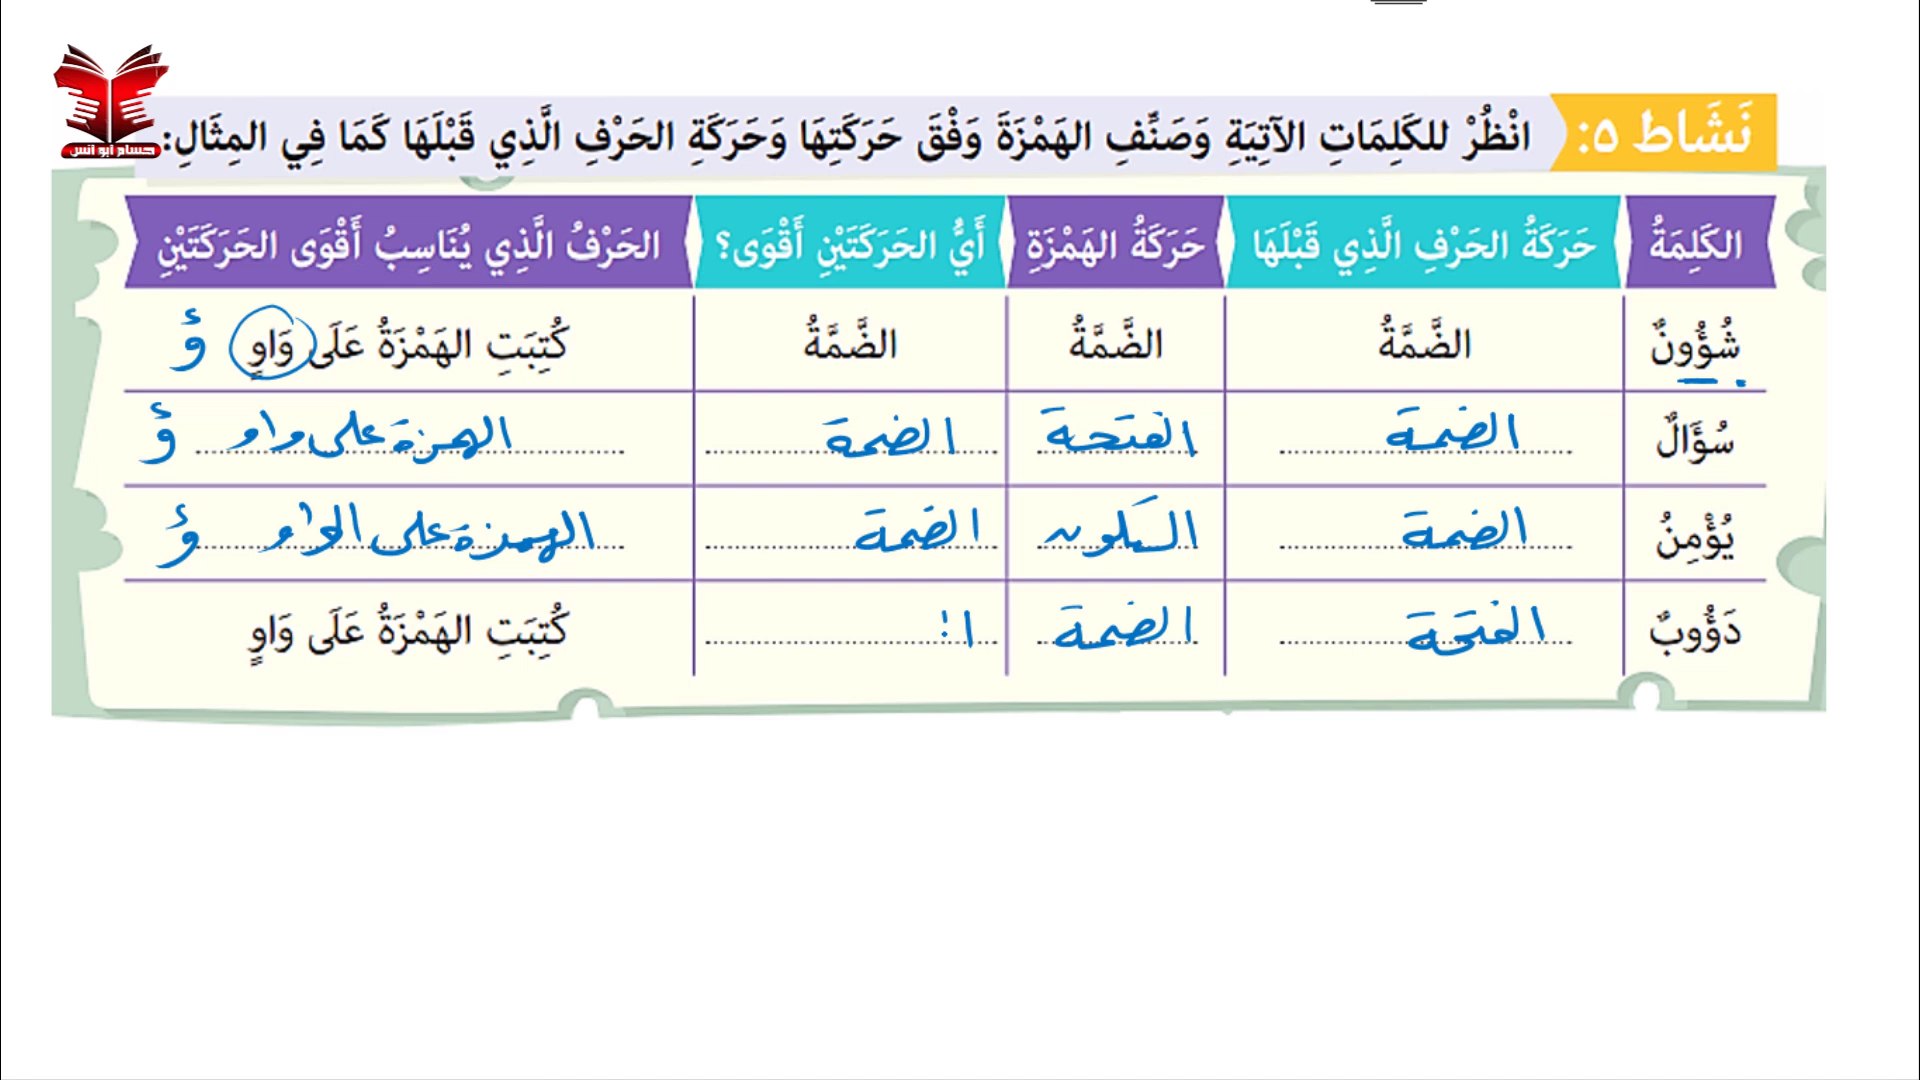 حسام أبو أنس
نَشَاط ٥: انْظُرْ للكَلِمَاتِ الآتِيَةِ وَصَنِّفِ الهَمْزَةَ وَفْقَ حَرَكَتِهَا وَحَرَكَةِ الحَرْفِ الَّذِي قَبْلَهَا كَمَا فِي المِثَالِ:
الكَلِمَةُ حَرَكَةُ الحَرْفِ الَّذِي قَبْلَهَا حَرَكَةُ الهَمْزَةِ أَيُّ الحَرَكَتَيْنِ أَقْوَى؟ الحَرْفُ الَّذِي يُنَاسِبُ أَقْوَى الحَرَكَتَيْنِ
شُؤُونٌ الضَّمَّةُ الضَّمَّةُ الضَّمَّةُ كُتِبَتِ الهَمْزَةُ عَلَى وَاوٍ ؤ
سُؤَالٌ الضمة الفتحة الضمة الهمزة على واو ؤ
يُؤْمِنُ الضمة السكون الضمة الهمزة على الواو ؤ
دَؤُوبٌ الفتحة الضمة ا كُتِبَتِ الهَمْزَةُ عَلَى وَاوٍ